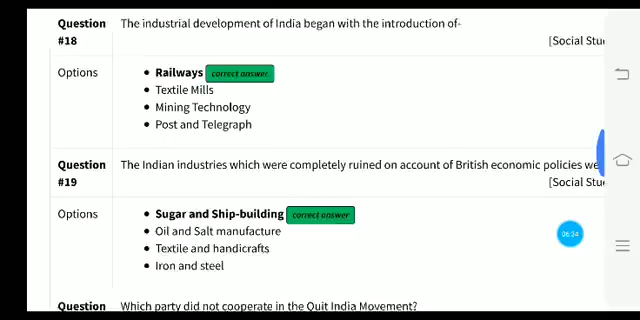 Question The industrial development of India began with the introduction of-
#18 [Social Stu
Options • Railways correct answer
• Textile Mills
• Mining Technology
• Post and Telegraph
Question The Indian industries which were completely ruined on account of British economic policies we
#19 [Social Stu
Options • Sugar and Ship-building correct answer
• Oil and Salt manufacture
• Textile and handicrafts
• Iron and steel
06:34
Question Which party did not cooperate in the Quit India Movement?